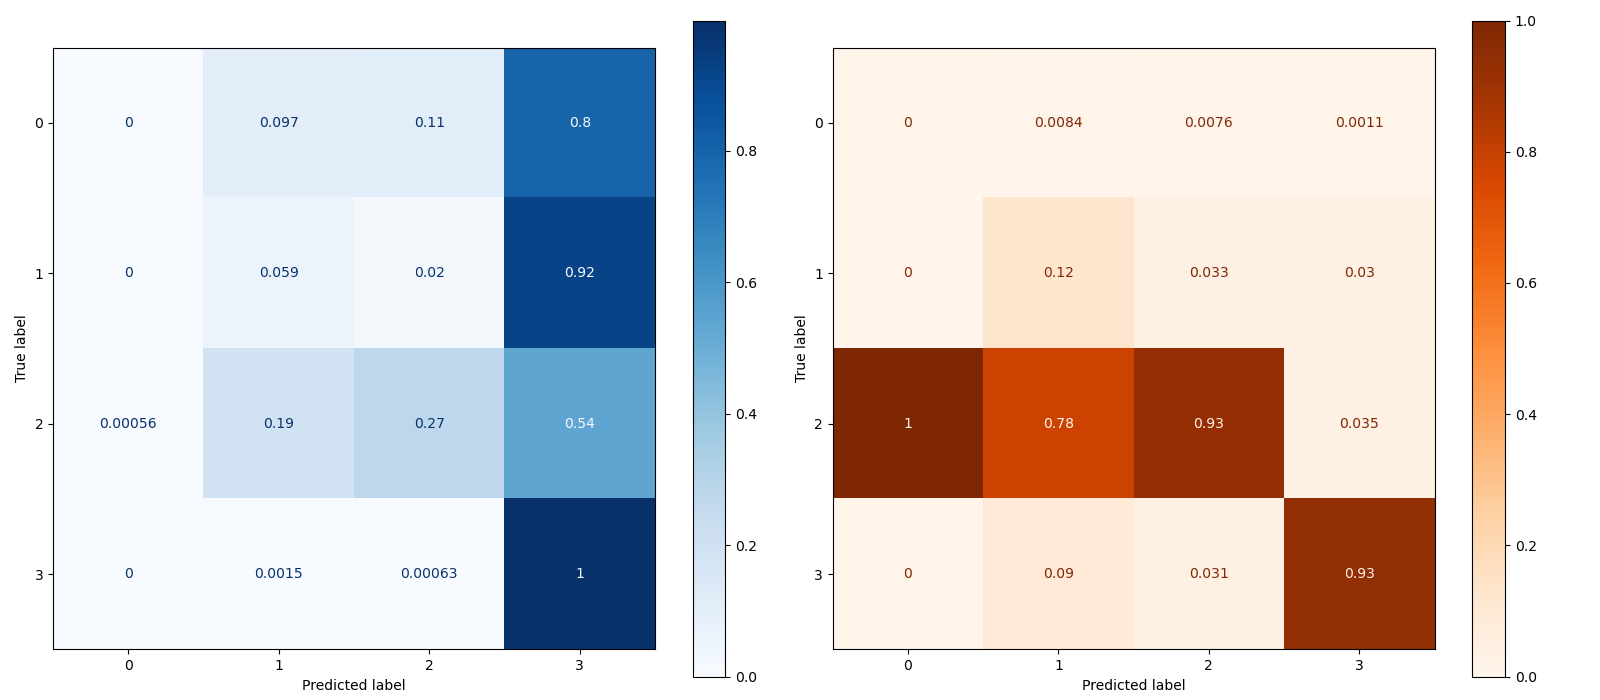 1.0
0 0 0.097 0.11 0.8
0.8
1 0 0.059 0.02 0.92
0.6
True label
2 0.00056 0.19 0.27 0.54
0.4
0.2
3 0 0.0015 0.00063 1
0.0
0 1 2 3
Predicted label
0 0 0.0084 0.0076 0.0011
0.8
1 0 0.12 0.033 0.03
0.6
True label
2 1 0.78 0.93 0.035
0.4
0.2
3 0 0.09 0.031 0.93
0.0
0 1 2 3
Predicted label